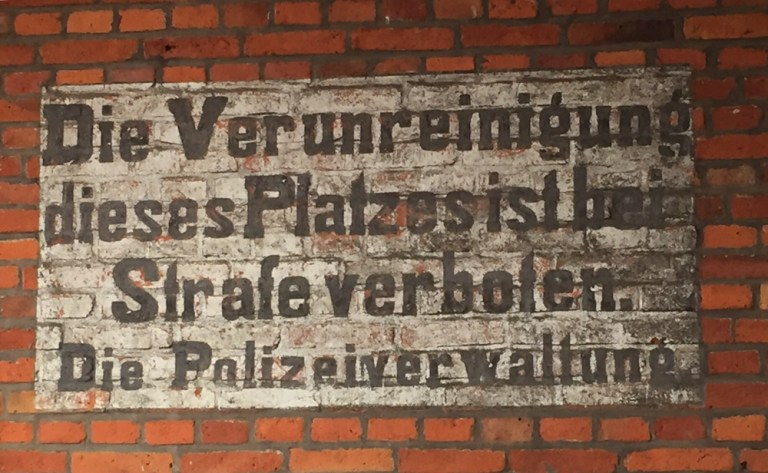 Die Verunreinigung
dieses Platzes ist bei
Strafe verboten.
Die Polizeiverwaltung.